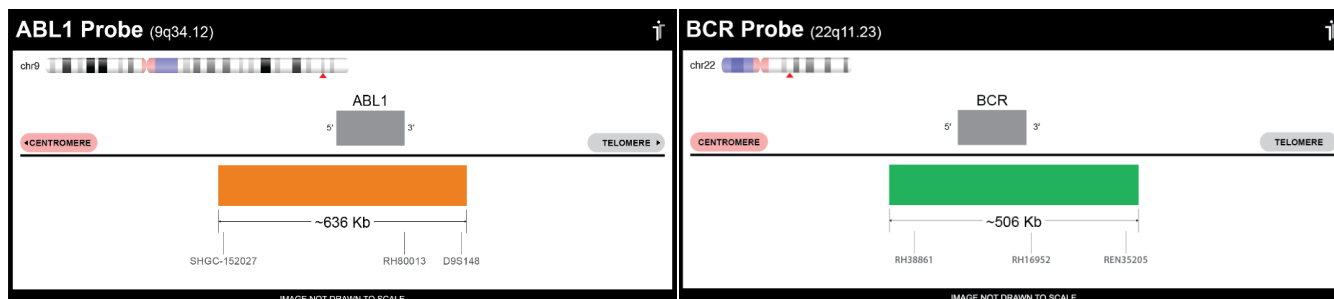 ABL1 Probe (9q34.12)
chr9
ABL1
5' 3'
◂CENTROMERE TELOMERE ▸
~636 Kb
SHGC-152027 RH80013 D9S148
IMAGE NOT DRAWN TO SCALE
BCR Probe (22q11.23)
chr22
BCR
5' 3'
CENTROMERE TELOMERE
~506 Kb
RH38861 RH16952 REN35205
IMAGE NOT DRAWN TO SCALE